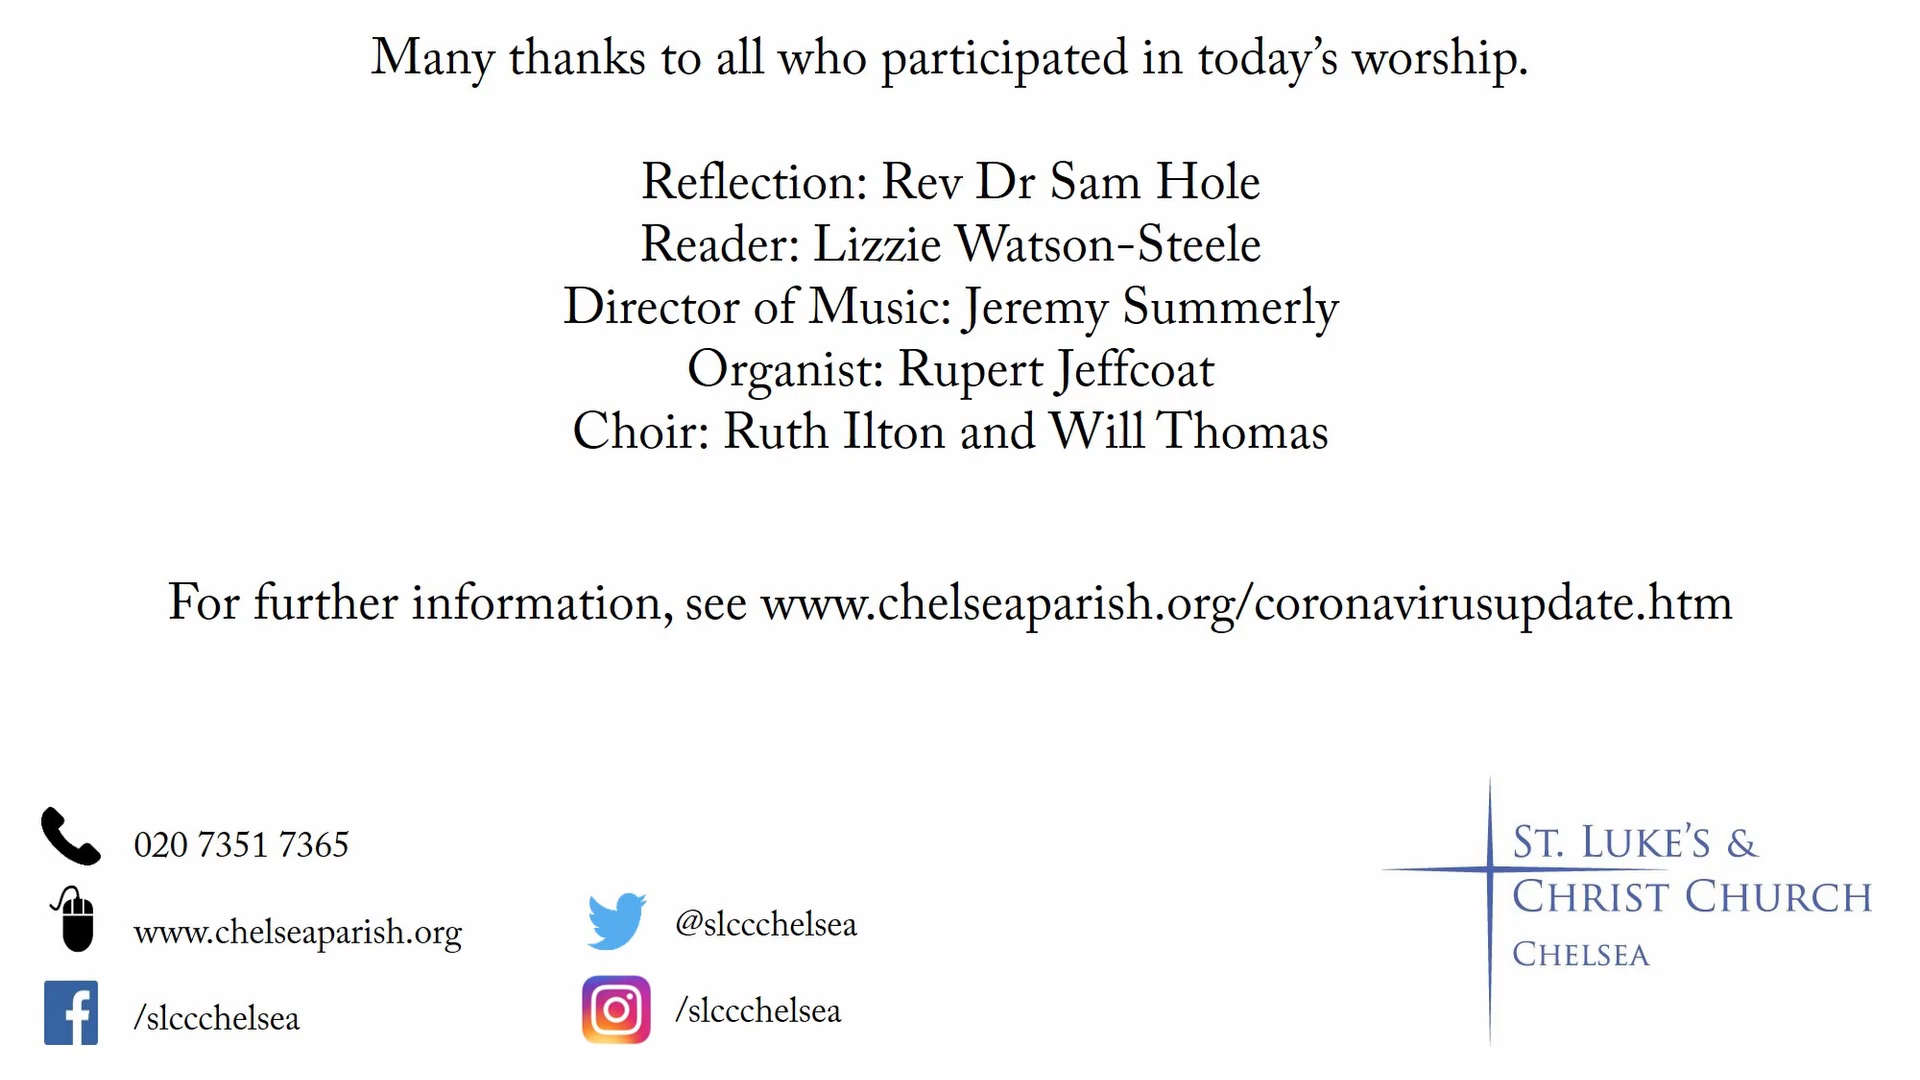 Many thanks to all who participated in today’s worship.
Reflection: Rev Dr Sam Hole
Reader: Lizzie Watson-Steele
Director of Music: Jeremy Summerly
Organist: Rupert Jeffcoat
Choir: Ruth Ilton and Will Thomas
For further information, see www.chelseaparish.org/coronavirusupdate.htm
020 7351 7365
www.chelseaparish.org
/slccchelsea
@slccchelsea
/slccchelsea
St. Luke’s &
Christ Church
Chelsea